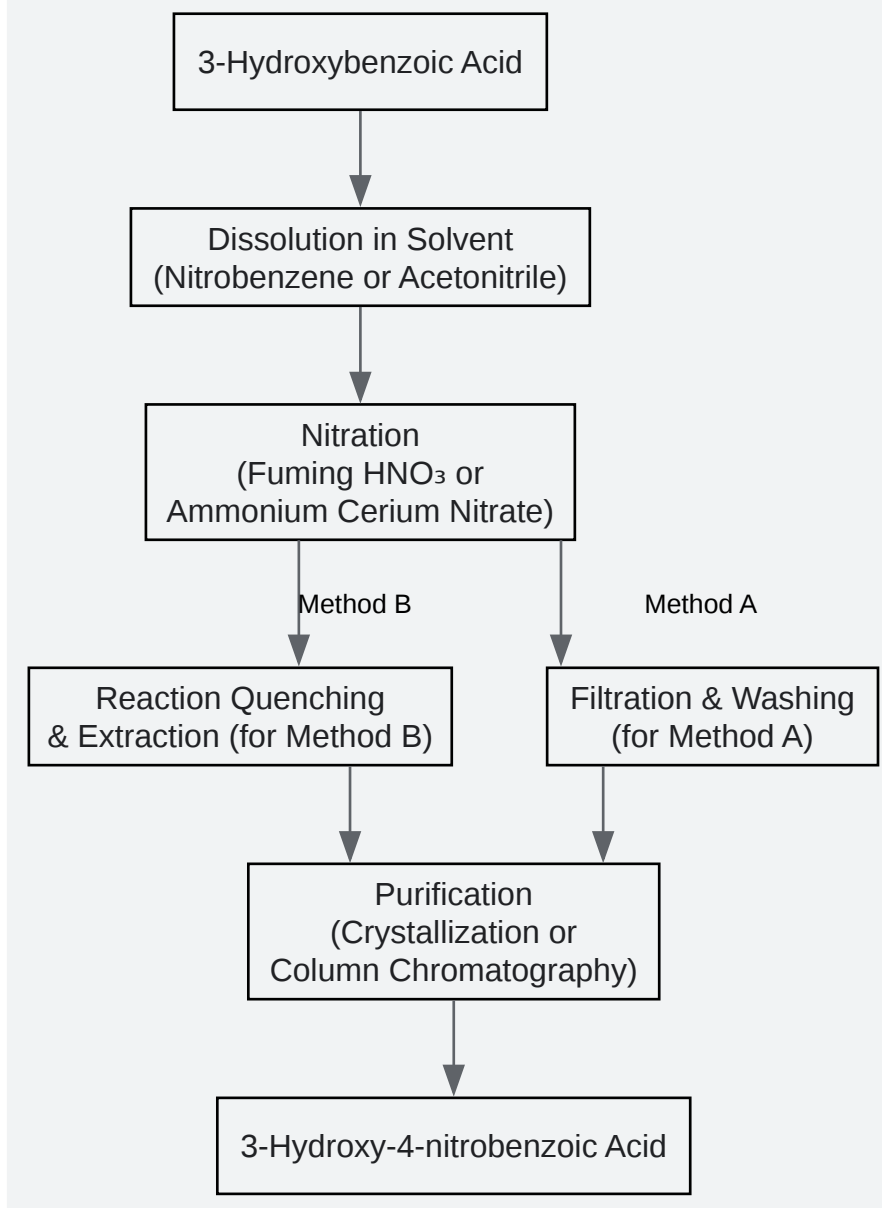 3-Hydroxybenzoic Acid
Dissolution in Solvent
(Nitrobenzene or Acetonitrile)
Nitration
(Fuming HNO₃ or
Ammonium Cerium Nitrate)
Method B
Method A
Reaction Quenching
& Extraction (for Method B)
Filtration & Washing
(for Method A)
Purification
(Crystallization or
Column Chromatography)
3-Hydroxy-4-nitrobenzoic Acid